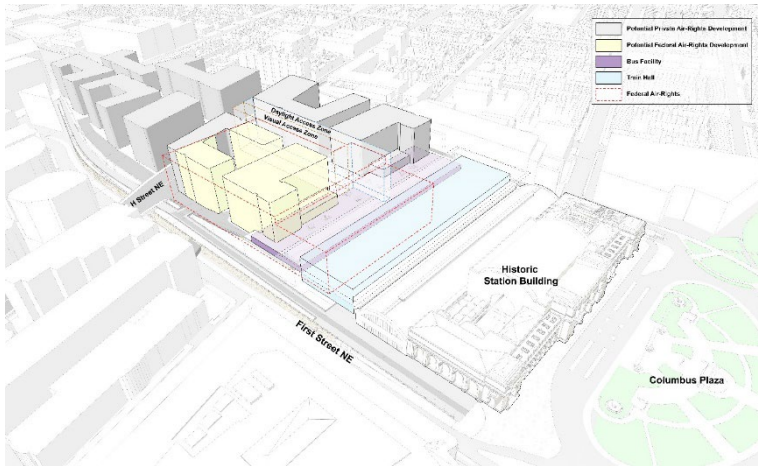 Potential Private Air-Rights Development
Potential Federal Air-Rights Development
Bus Facility
Train Hall
Federal Air-Rights
Daylight Access Zone
Visual Access Zone
H Street NE
Historic
Station Building
First Street NE
Columbus Plaza